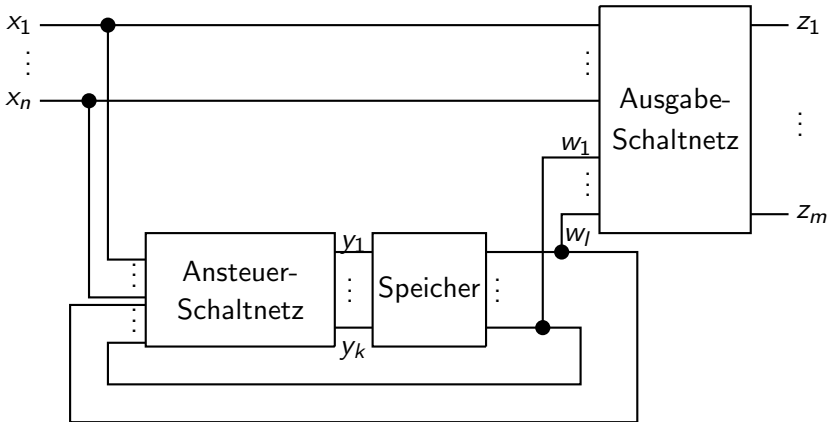 x₁
⋮
xₙ
Ausgabe-
Schaltnetz
z₁
⋮
zₘ
w₁
⋮
wₗ
Ansteuer-
Schaltnetz
y₁
⋮
yₖ
Speicher
⋮